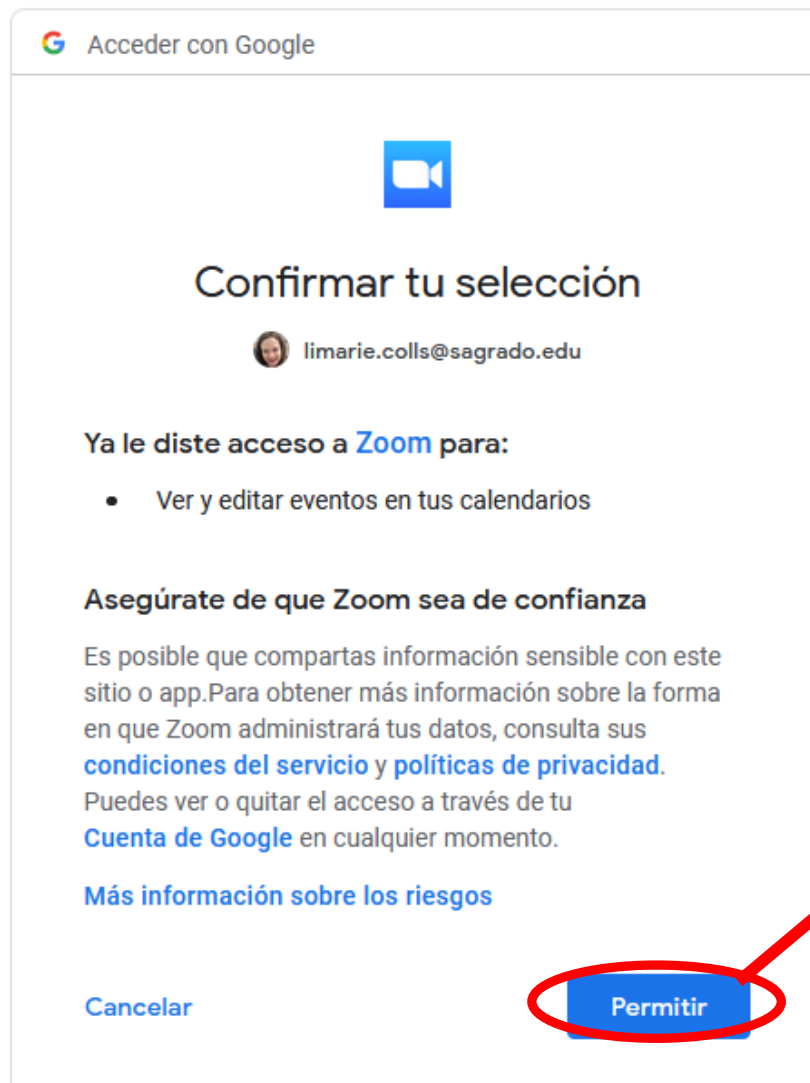 Acceder con Google
Confirmar tu selección
limarie.colls@sagrado.edu
Ya le diste acceso a Zoom para:
• Ver y editar eventos en tus calendarios
Asegúrate de que Zoom sea de confianza
Es posible que compartas información sensible con este
sitio o app.Para obtener más información sobre la forma
en que Zoom administrará tus datos, consulta sus
condiciones del servicio y políticas de privacidad.
Puedes ver o quitar el acceso a través de tu
Cuenta de Google en cualquier momento.
Más información sobre los riesgos
Cancelar
Permitir